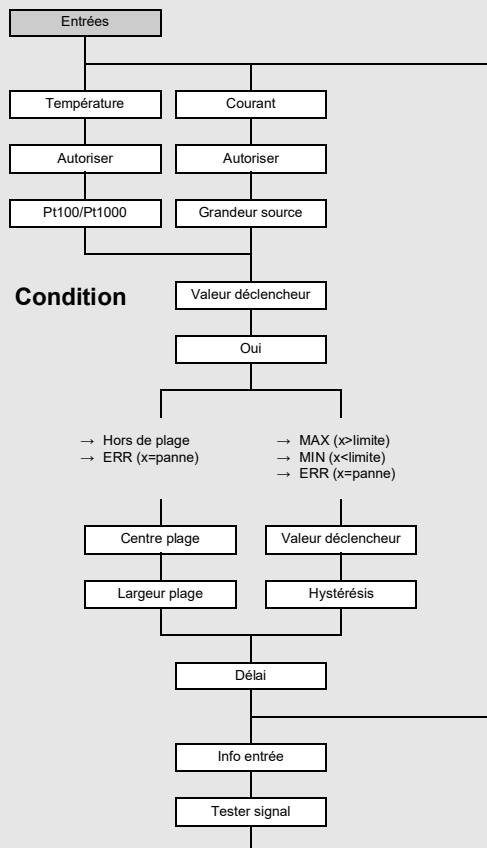 Entrées
Température
Courant
Autoriser
Autoriser
Pt100/Pt1000
Grandeur source
Condition
Valeur déclencheur
Oui
→ Hors de plage
→ ERR (x=panne)
→ MAX (x>limite)
→ MIN (x<limite)
→ ERR (x=panne)
Centre plage
Valeur déclencheur
Largeur plage
Hystérésis
Délai
Info entrée
Tester signal